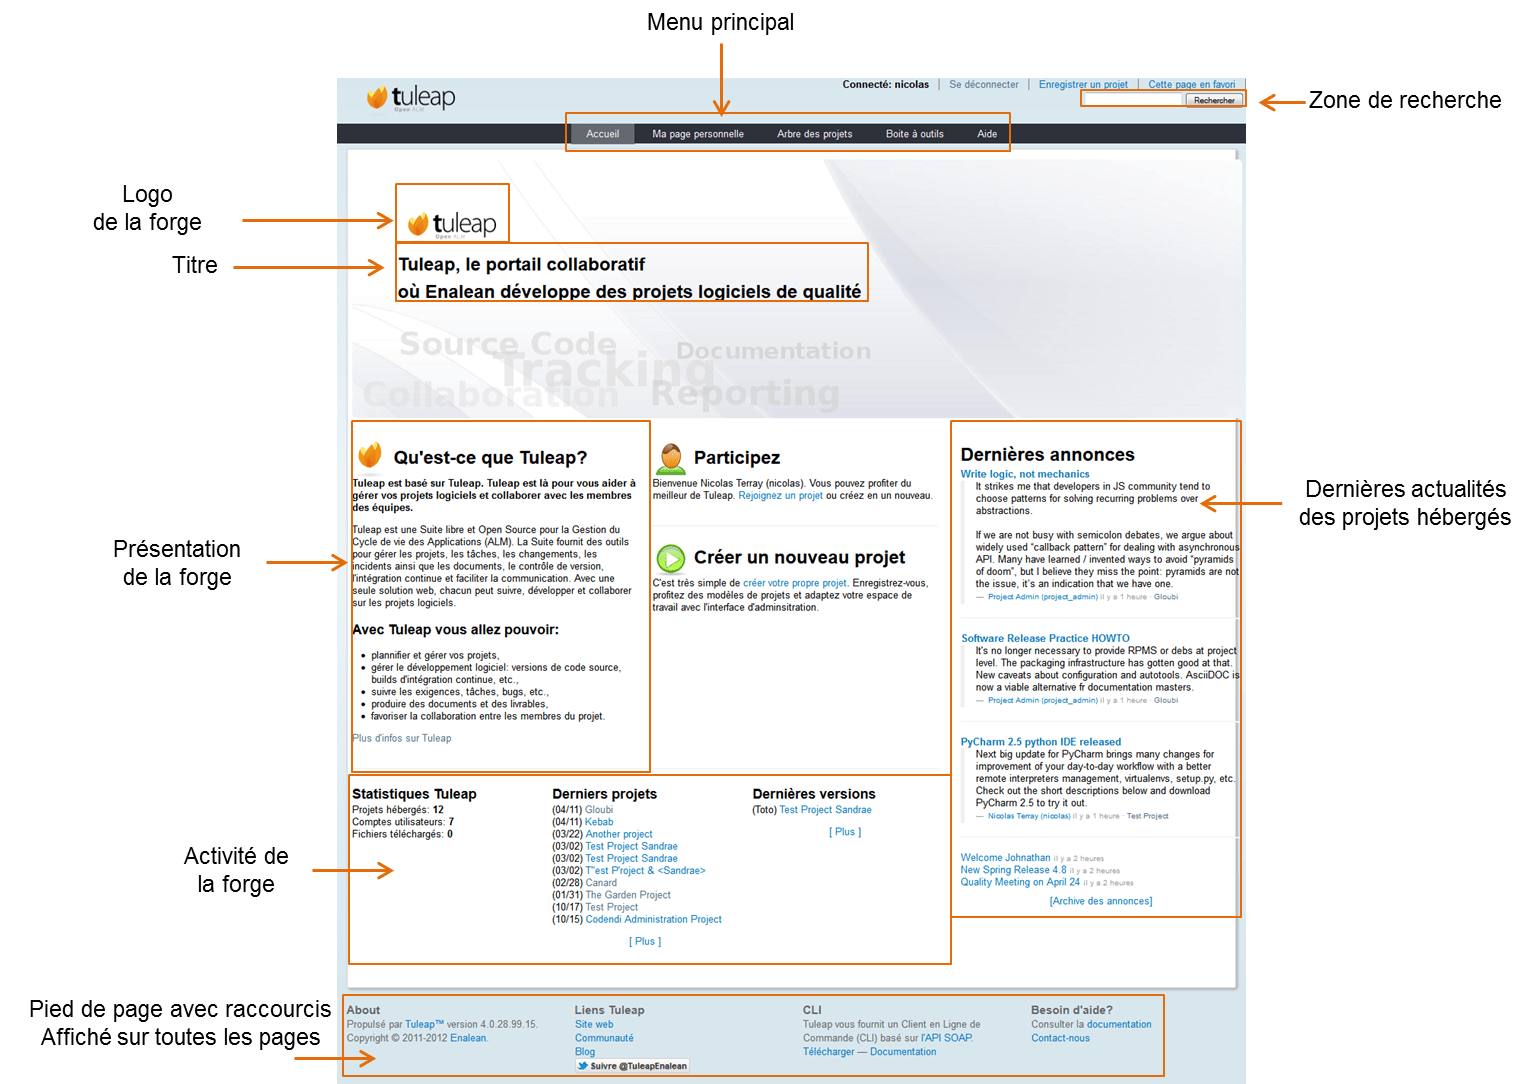 Menu principal
Connecté: nicolas | Se déconnecter | Enregistrer un projet | Cette page en favori
tuleap
Open ALM
Rechercher
Zone de recherche
Accueil Ma page personnelle Arbre des projets Boite à outils Aide
Logo
de la forge
tuleap
Open ALM
Titre
Tuleap, le portail collaboratif
où Enalean développe des projets logiciels de qualité
Source Code
Documentation
Tracking
Collaboration
Reporting
Présentation
de la forge
Qu'est-ce que Tuleap?
Tuleap est basé sur Tuleap. Tuleap est là pour vous aider à
gérer vos projets logiciels et collaborer avec les membres
des équipes.
Tuleap est une Suite libre et Open Source pour la Gestion du
Cycle de vie des Applications (ALM). La Suite fournit des outils
pour gérer les projets, les tâches, les changements, les
incidents ainsi que les documents, le contrôle de version,
l'intégration continue et faciliter la communication. Avec une
seule solution web, chacun peut suivre, développer et collaborer
sur les projets logiciels.
Avec Tuleap vous allez pouvoir:
• plannifier et gérer vos projets,
• gérer le développement logiciel: versions de code source,
builds d'intégration continue, etc.,
• suivre les exigences, tâches, bugs, etc.,
• produire des documents et des livrables,
• favoriser la collaboration entre les membres du projet.
Plus d'infos sur Tuleap
Participez
Bienvenue Nicolas Terray (nicolas). Vous pouvez profiter du
meilleur de Tuleap. Rejoignez un projet ou créez en un nouveau.
Créer un nouveau projet
C'est très simple de créer votre propre projet. Enregistrez-vous,
profitez des modèles de projets et adaptez votre espace de
travail avec l'interface d'adminsitration.
Dernières annonces
Write logic, not mechanics
It strikes me that developers in JS community tend to
choose patterns for solving recurring problems over
abstractions.
If we are not busy with semicolon debates, we argue about
widely used “callback pattern” for dealing with asynchronous
API. Many have learned / invented ways to avoid “pyramids
of doom”, but I believe they miss the point: pyramids are not
the issue, it's an indication that we have one.
— Project Admin (project_admin) il y a 1 heure · Gloubi
Software Release Practice HOWTO
It's no longer necessary to provide RPMS or debs at project
level. The packaging infrastructure has gotten good at that.
New caveats about configuration and autotools. AsciiDOC is
now a viable alternative fr documentation masters.
— Project Admin (project_admin) il y a 1 heure · Gloubi
PyCharm 2.5 python IDE released
Next big update for PyCharm brings many changes for
improvement of your day-to-day workflow with a better
remote interpreters management, virtualenvs, setup.py, etc.
Check out the short descriptions below and download
PyCharm 2.5 to try it out.
— Nicolas Terray (nicolas) il y a 1 heure · Test Project
Welcome Johnathan il y a 2 heures
New Spring Release 4.8 il y a 2 heures
Quality Meeting on April 24 il y a 2 heures
[Archive des annonces]
Dernières actualités
des projets hébergés
Activité de
la forge
Statistiques Tuleap
Projets hébergés: 12
Comptes utilisateurs: 7
Fichiers téléchargés: 0
Derniers projets
(04/11) Gloubi
(04/11) Kebab
(03/22) Another project
(03/02) Test Project Sandrae
(03/02) Test Project Sandrae
(03/02) T"est P'roject & <Sandrae>
(02/28) Canard
(01/31) The Garden Project
(10/17) Test Project
(10/15) Codendi Administration Project
[ Plus ]
Dernières versions
(Toto) Test Project Sandrae
[ Plus ]
Pied de page avec raccourcis
Affiché sur toutes les pages
About
Propulsé par Tuleap™ version 4.0.28.99.15.
Copyright © 2011-2012 Enalean.
Liens Tuleap
Site web
Communauté
Blog
Suivre @TuleapEnalean
CLI
Tuleap vous fournit un Client en Ligne de
Commande (CLI) basé sur l'API SOAP.
Télécharger — Documentation
Besoin d'aide?
Consulter la documentation
Contact-nous